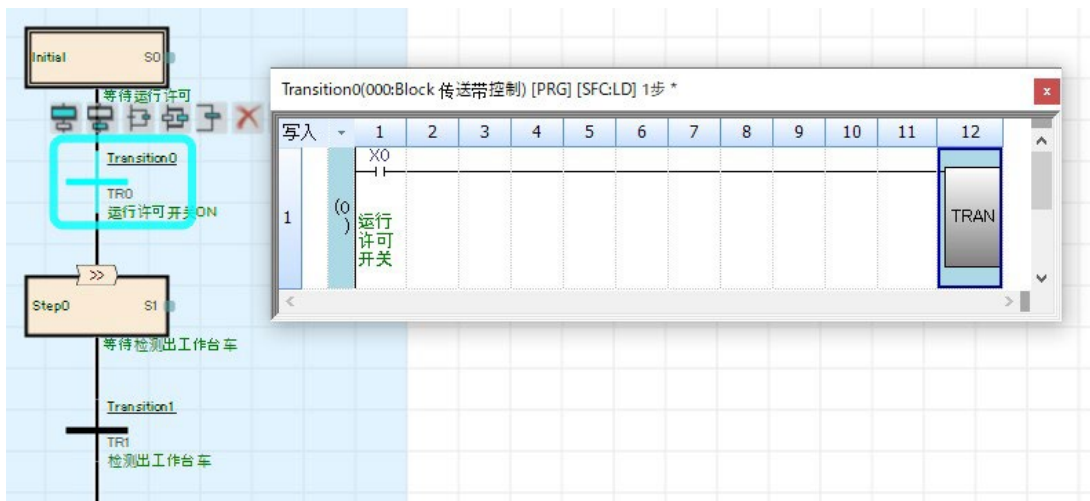 Initial S0
等待运行许可
Transition0
TR0
运行许可开关ON
Step0 S1
等待检测出工作台车
Transition1
TR1
检测出工作台车
Transition0(000:Block 传送带控制) [PRG] [SFC:LD] 1步 *
写入 1 2 3 4 5 6 7 8 9 10 11 12
X0
1 (0) TRAN
运行
许可
开关